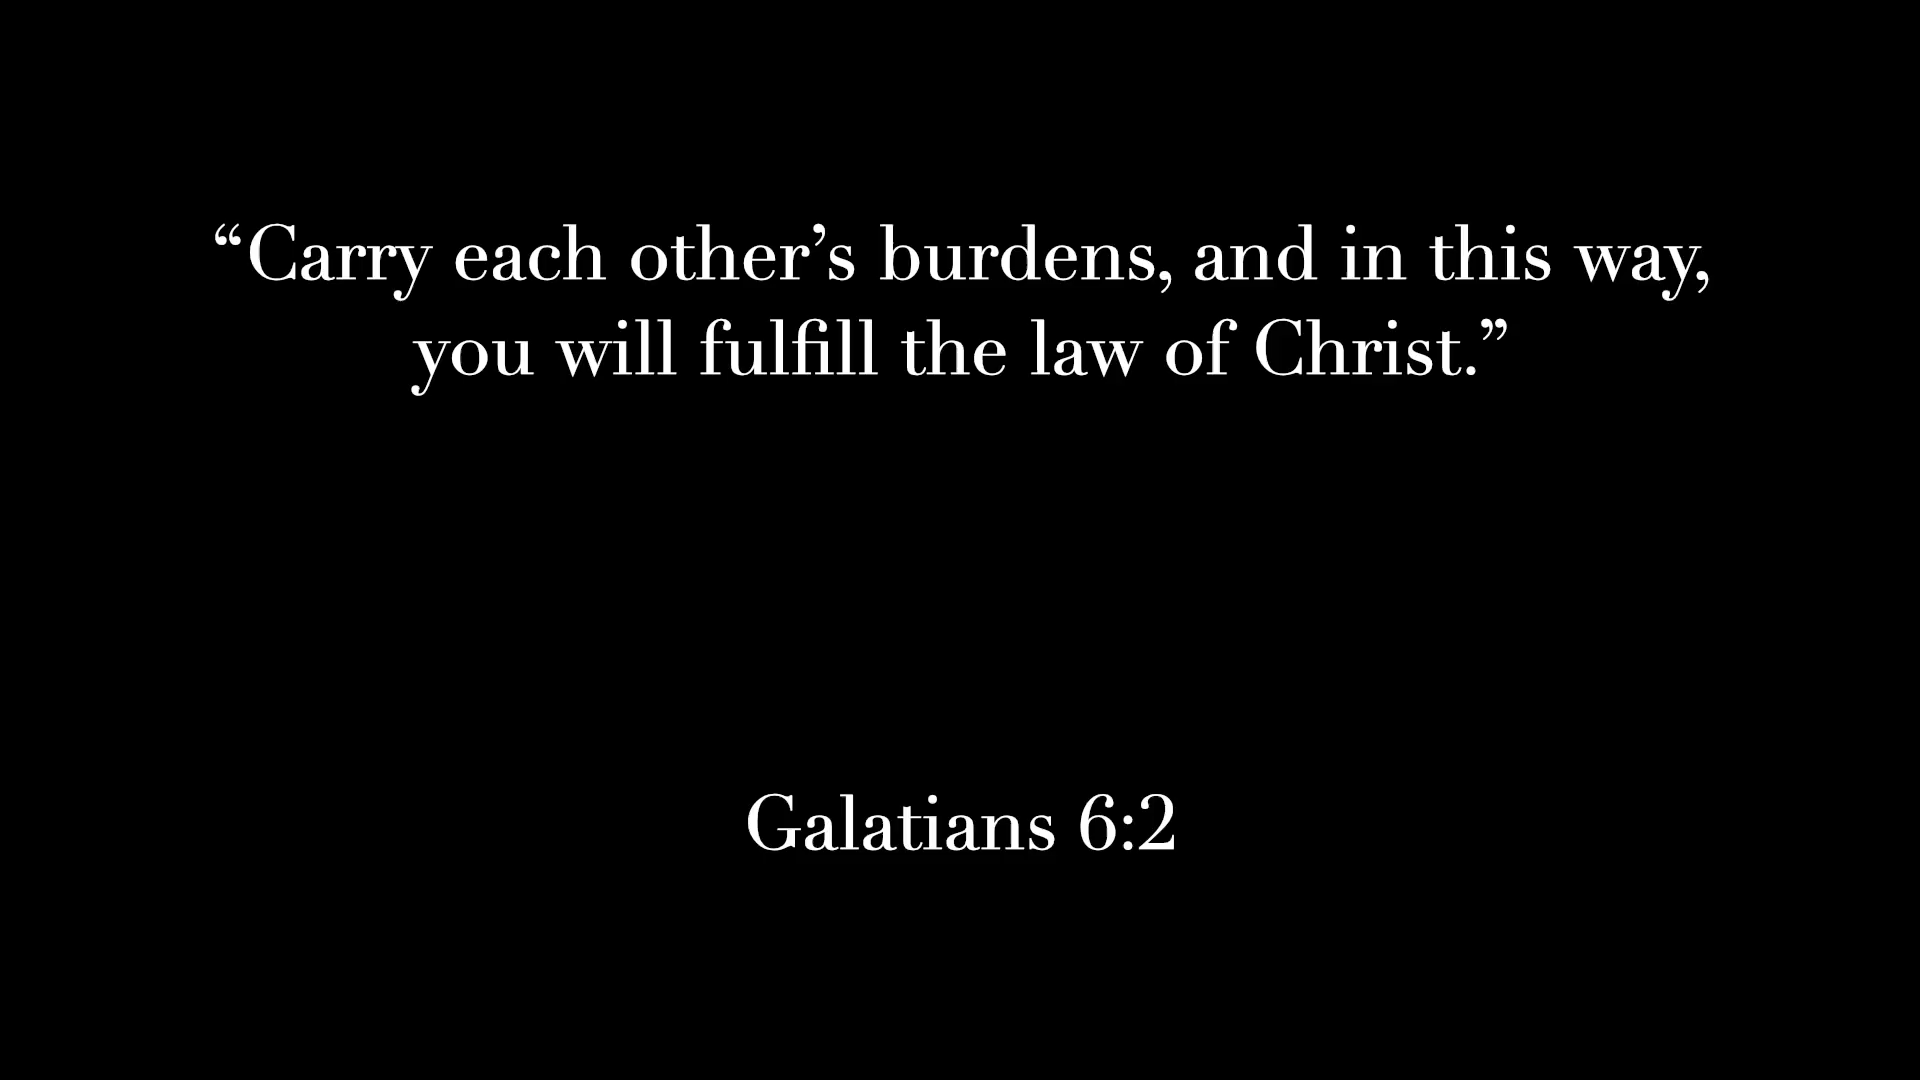 “Carry each other’s burdens, and in this way,
you will fulfill the law of Christ.”
Galatians 6:2